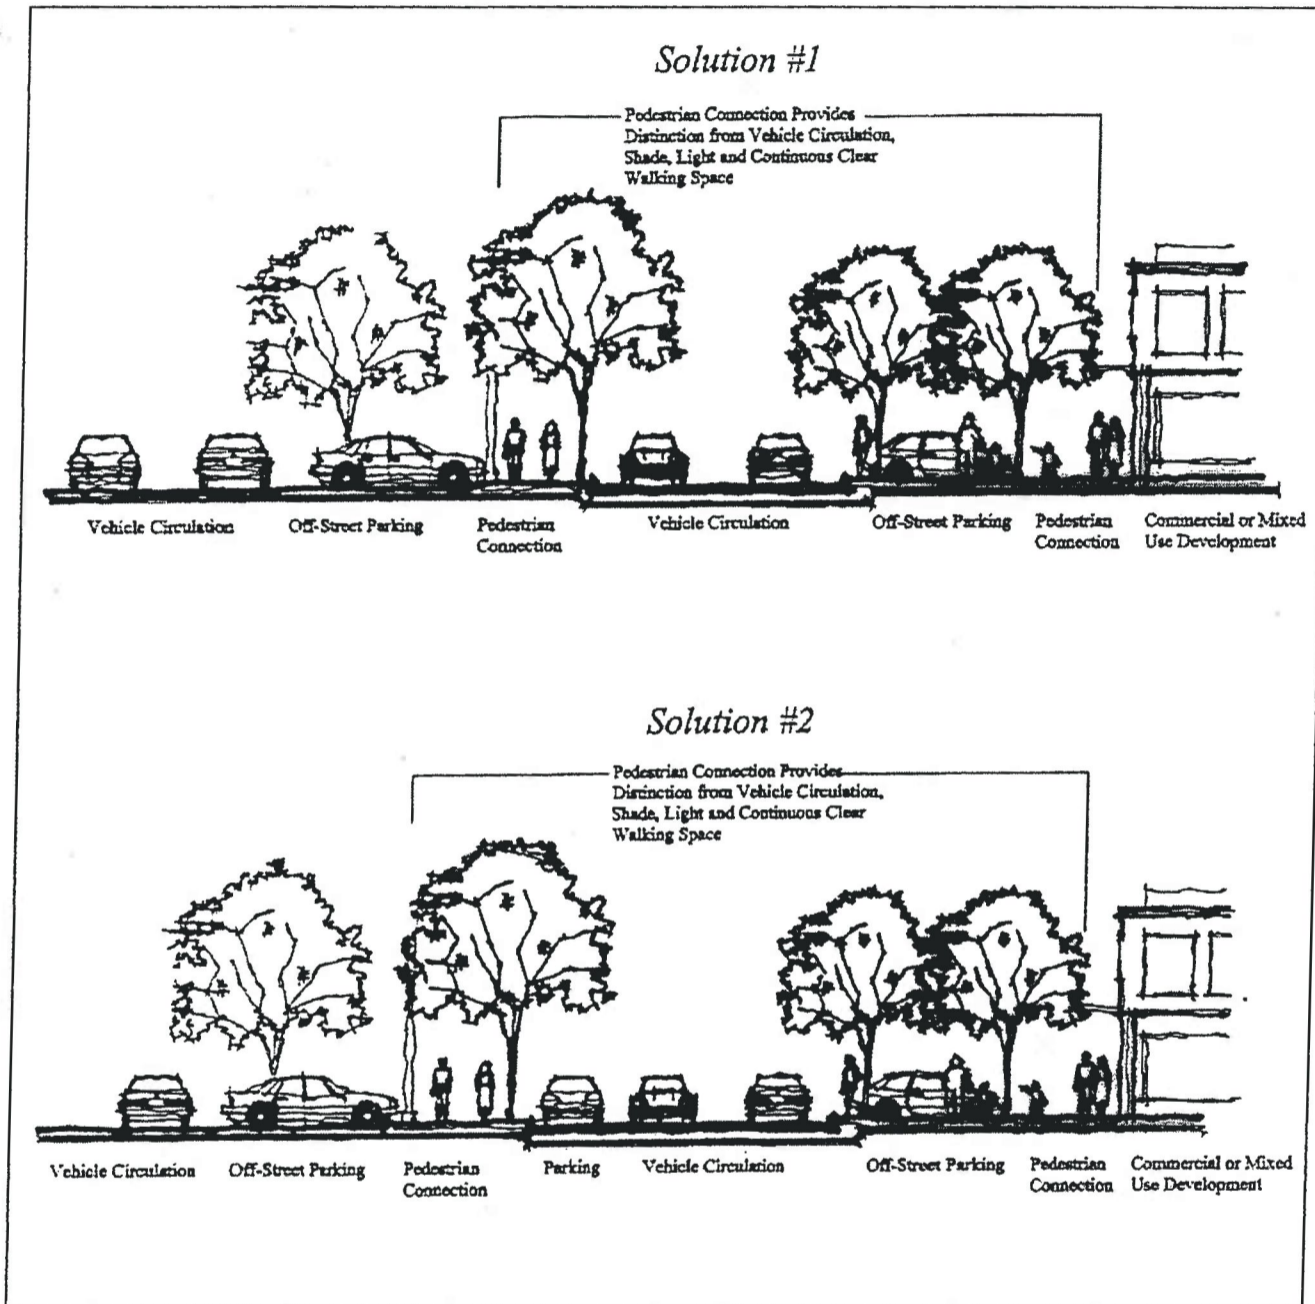 Solution #1
Pedestrian Connection Provides
Distinction from Vehicle Circulation,
Shade, Light and Continuous Clear
Walking Space
Vehicle Circulation
Off-Street Parking
Pedestrian
Connection
Vehicle Circulation
Off-Street Parking
Pedestrian
Connection
Commercial or Mixed
Use Development
Solution #2
Pedestrian Connection Provides
Distinction from Vehicle Circulation,
Shade, Light and Continuous Clear
Walking Space
Vehicle Circulation
Off-Street Parking
Pedestrian
Connection
Parking
Vehicle Circulation
Off-Street Parking
Pedestrian
Connection
Commercial or Mixed
Use Development